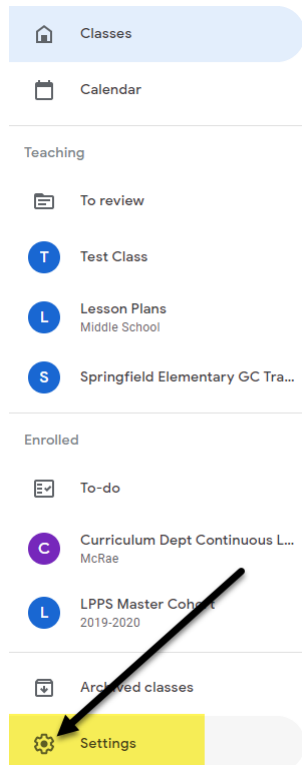 Classes
Calendar
Teaching
To review
T
Test Class
L
Lesson Plans
Middle School
S
Springfield Elementary GC Tra...
Enrolled
To-do
C
Curriculum Dept Continuous L...
McRae
L
LPPS Master Cohort
2019-2020
Archived classes
Settings